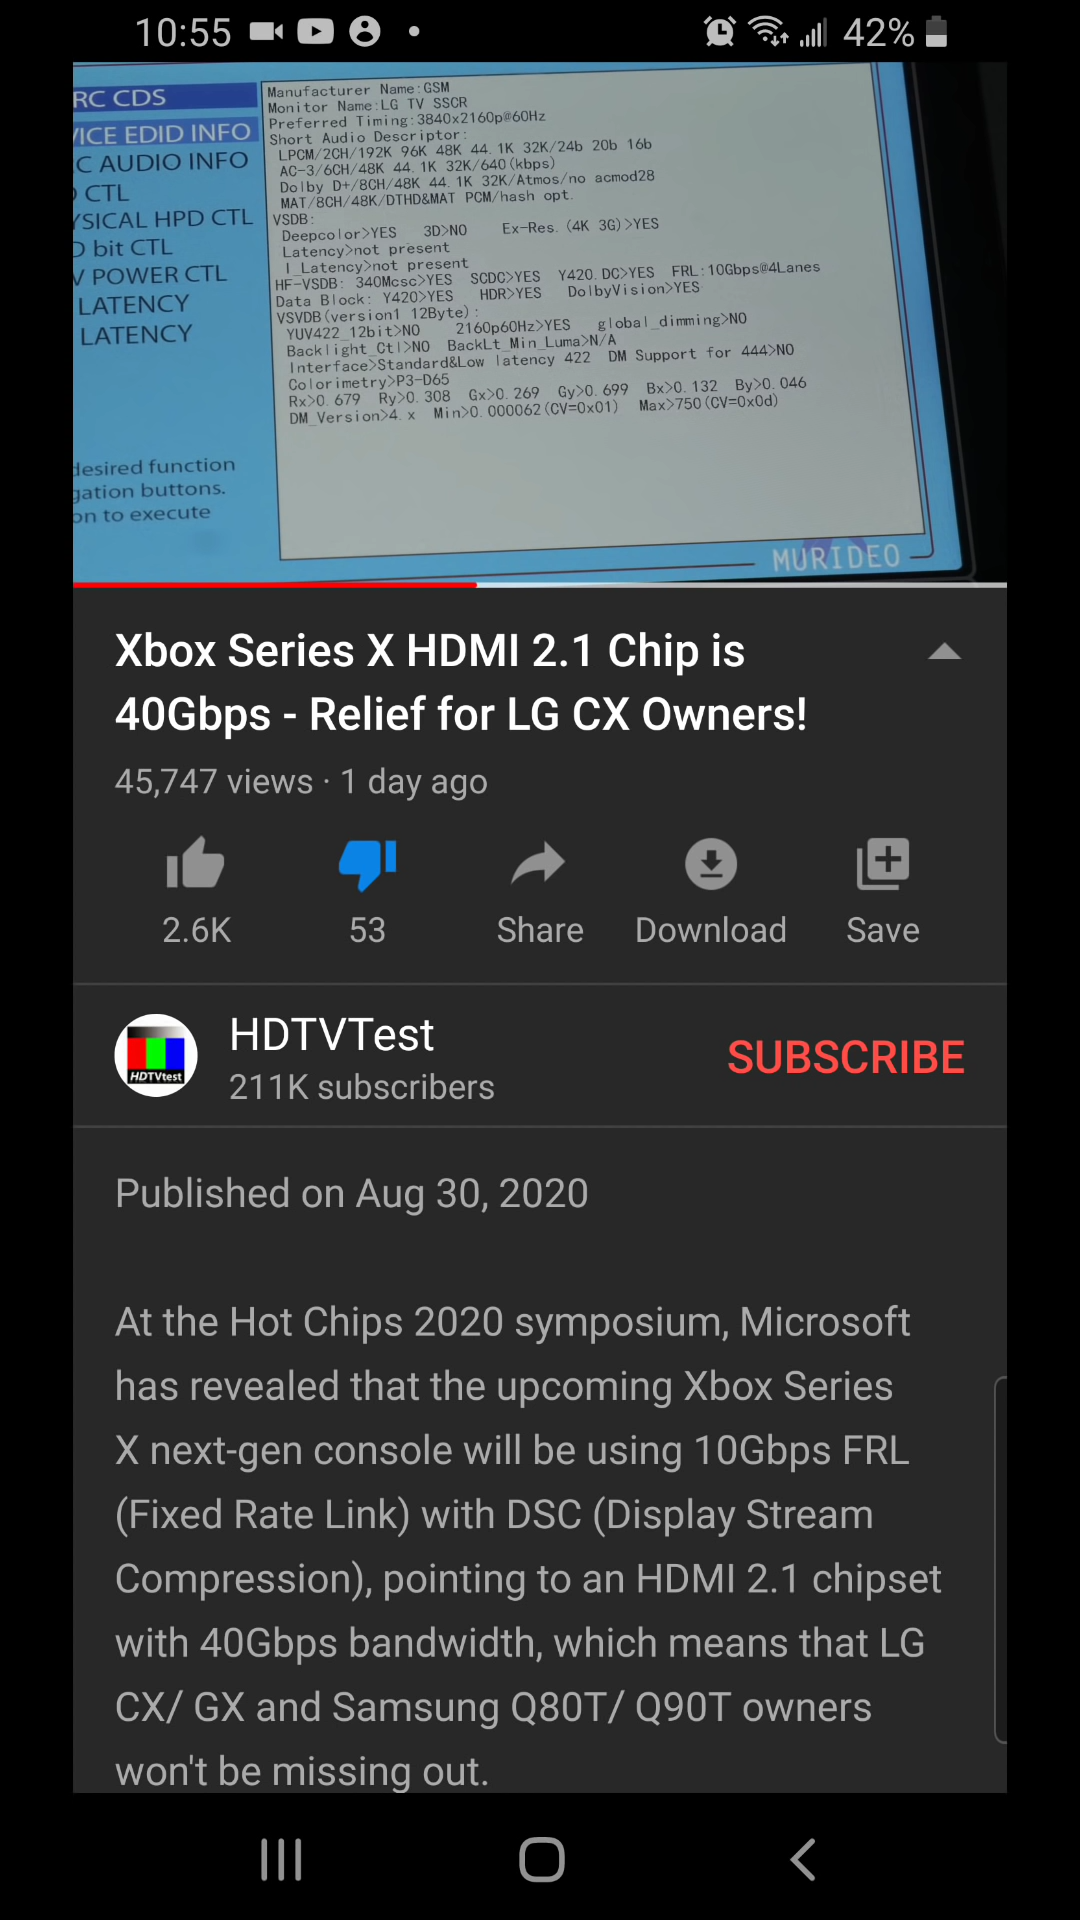 10:55
42%
RC CDS
VICE EDID INFO
C AUDIO INFO
CTL
YSICAL HPD CTL
D bit CTL
V POWER CTL
LATENCY
LATENCY
desired function
gation buttons.
on to execute
Manufacturer Name:GSM
Monitor Name:LG TV SSCR
Preferred Timing:3840x2160p@60Hz
Short Audio Descriptor:
LPCM/2CH/192K 96K 48K 44.1K 32K/24b 20b 16b
AC-3/6CH/48K 44.1K 32K/640(kbps)
Dolby D+/8CH/48K 44.1K 32K/Atmos/no acmod28
MAT/8CH/48K/DTHD&MAT PCM/hash opt.
VSDB:
Deepcolor>YES 3D>NO Ex-Res.(4K 3G)>YES
Latency>not present
I_Latency>not present
HF-VSDB: 340Mcsc>YES SCDC>YES Y420.DC>YES FRL:10Gbps@4Lanes
Data Block: Y420>YES HDR>YES DolbyVision>YES
VSVDB(version1 12Byte):
YUV422_12bit>NO 2160p60Hz>YES global_dimming>NO
Backlight_Ctl>NO BackLt_Min_Luma>N/A
Interface>Standard&Low latency 422 DM Support for 444>NO
Colorimetry>P3-D65
Rx>0.679 Ry>0.308 Gx>0.269 Gy>0.699 Bx>0.132 By>0.046
DM_Version>4.x Min>0.000062(CV=0x01) Max>750(CV=0x0d)
MURIDEO
Xbox Series X HDMI 2.1 Chip is
40Gbps - Relief for LG CX Owners!
45,747 views · 1 day ago
2.6K 53 Share Download Save
HDTVtest
HDTVTest
211K subscribers
SUBSCRIBE
Published on Aug 30, 2020
At the Hot Chips 2020 symposium, Microsoft
has revealed that the upcoming Xbox Series
X next-gen console will be using 10Gbps FRL
(Fixed Rate Link) with DSC (Display Stream
Compression), pointing to an HDMI 2.1 chipset
with 40Gbps bandwidth, which means that LG
CX/ GX and Samsung Q80T/ Q90T owners
won't be missing out.